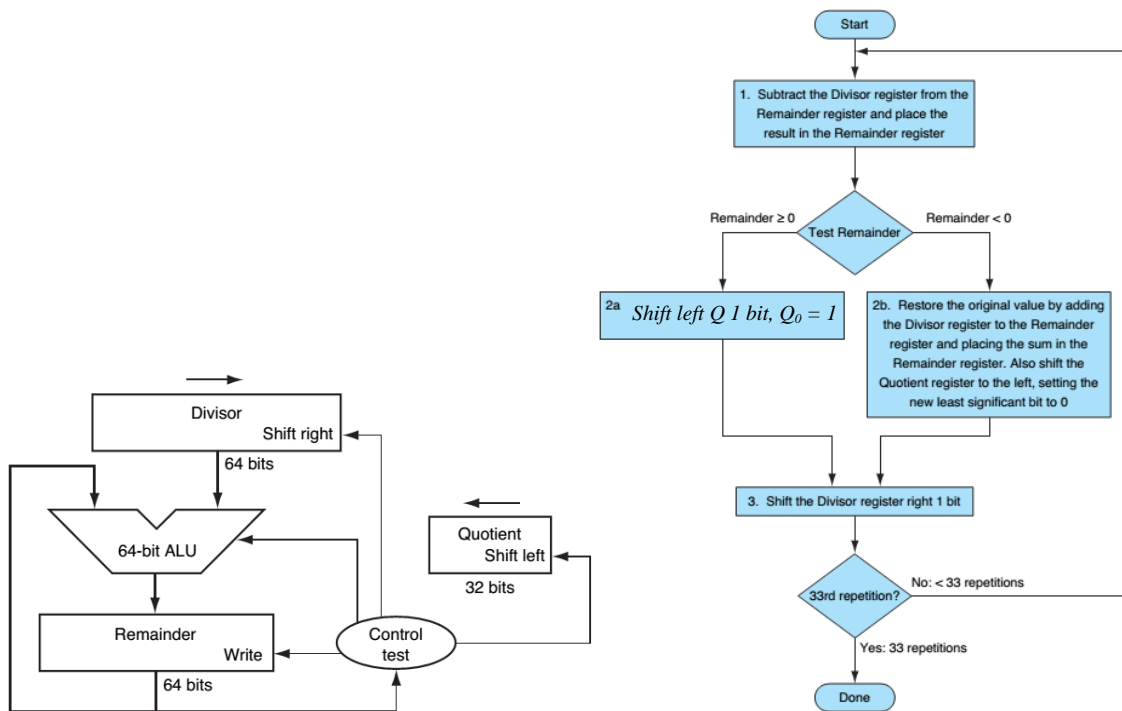 Divisor
Shift right
64 bits
64-bit ALU
Quotient
Shift left
32 bits
Remainder
Write
64 bits
Control
test
Start
1. Subtract the Divisor register from the
Remainder register and place the
result in the Remainder register
Remainder ≥ 0
Remainder < 0
Test Remainder
2a Shift left Q 1 bit, Q₀ = 1
2b. Restore the original value by adding
the Divisor register to the Remainder
register and placing the sum in the
Remainder register. Also shift the
Quotient register to the left, setting the
new least significant bit to 0
3. Shift the Divisor register right 1 bit
33rd repetition?
No: < 33 repetitions
Yes: 33 repetitions
Done